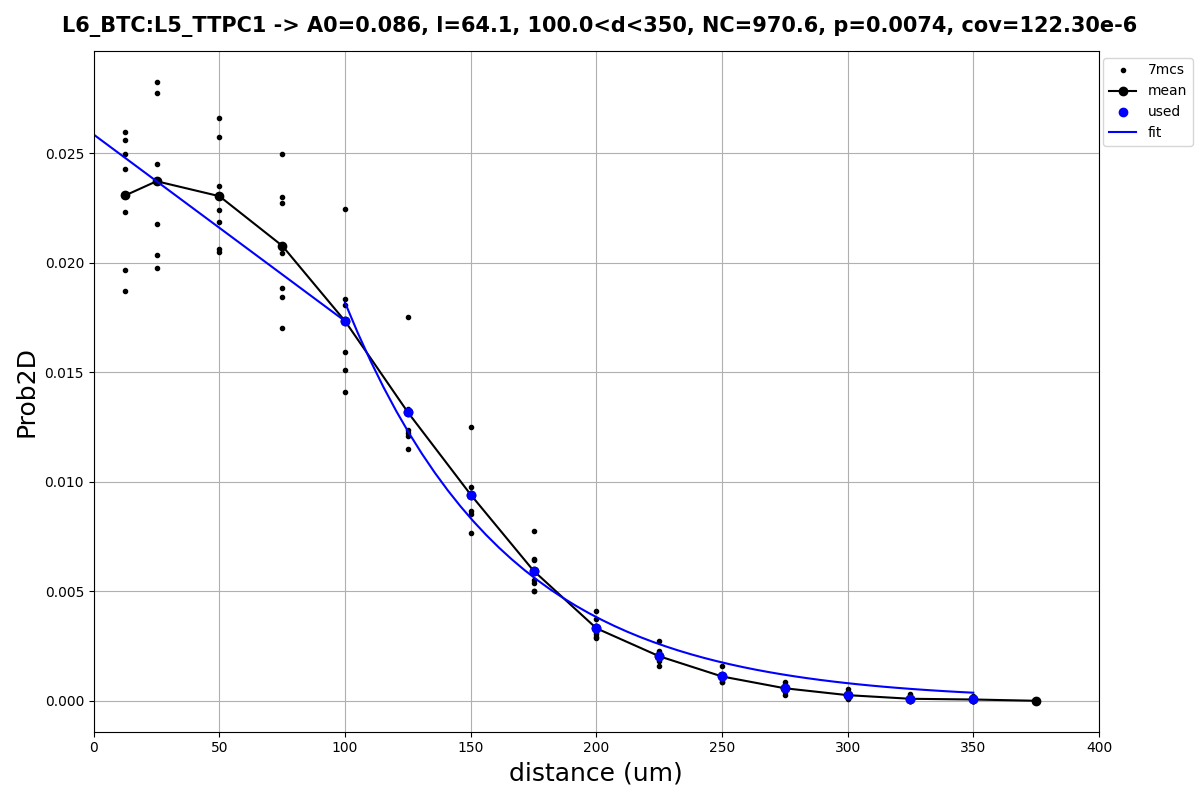 L6_BTC:L5_TTPC1 -> A0=0.086, l=64.1, 100.0<d<350, NC=970.6, p=0.0074, cov=122.30e-6
7mcs
mean
used
fit
0.025
0.020
0.015
0.010
0.005
0.000
Prob2D
0 50 100 150 200 250 300 350 400
distance (um)